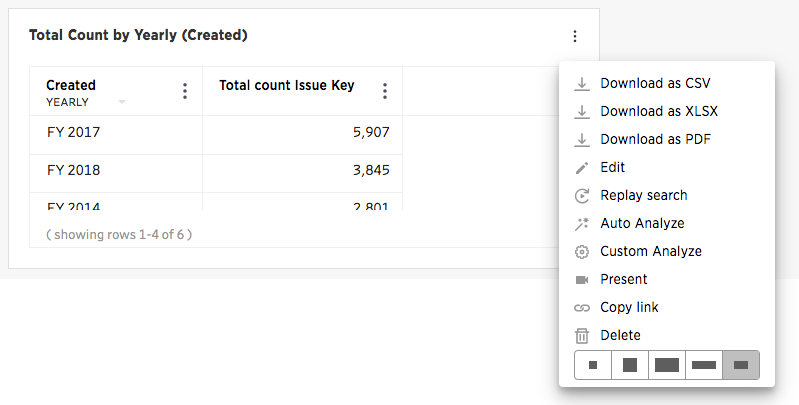 Total Count by Yearly (Created)
Created
YEARLY
Total count Issue Key
FY 2017 5,907
FY 2018 3,845
FY 2014 2,801
( showing rows 1-4 of 6 )
Download as CSV
Download as XLSX
Download as PDF
Edit
Replay search
Auto Analyze
Custom Analyze
Present
Copy link
Delete